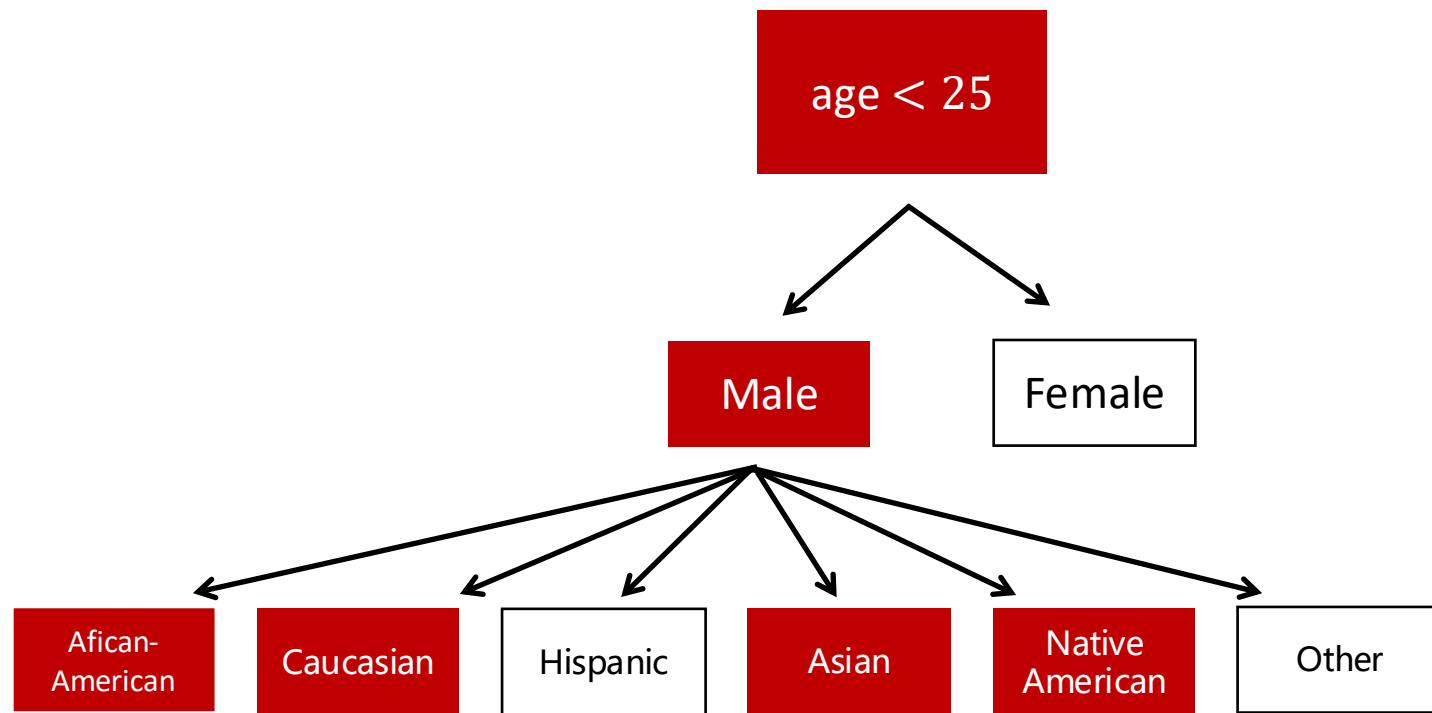 age < 25
Male
Female
Afican-
American
Caucasian
Hispanic
Asian
Native
American
Other